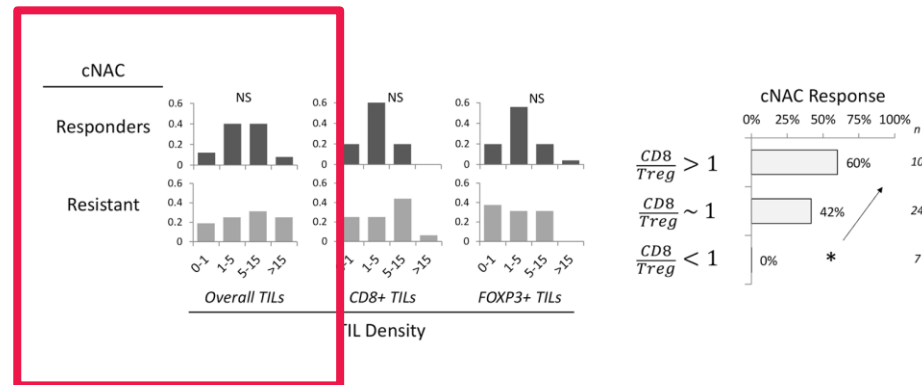 cNAC
Responders
Resistant
NS
0.6
0.4
0.2
0
0.6
0.4
0.2
0
0-1
1-5
5-15
>15
Overall TILs
NS
0.6
0.4
0.2
0
0.6
0.4
0.2
0
0-1
1-5
5-15
>15
CD8+ TILs
NS
0.6
0.4
0.2
0
0.6
0.4
0.2
0
0-1
1-5
5-15
>15
FOXP3+ TILs
TIL Density
cNAC Response
0% 25% 50% 75% 100%
n
CD8/Treg > 1
60%
10
CD8/Treg ~ 1
42%
24
CD8/Treg < 1
0%
*
7